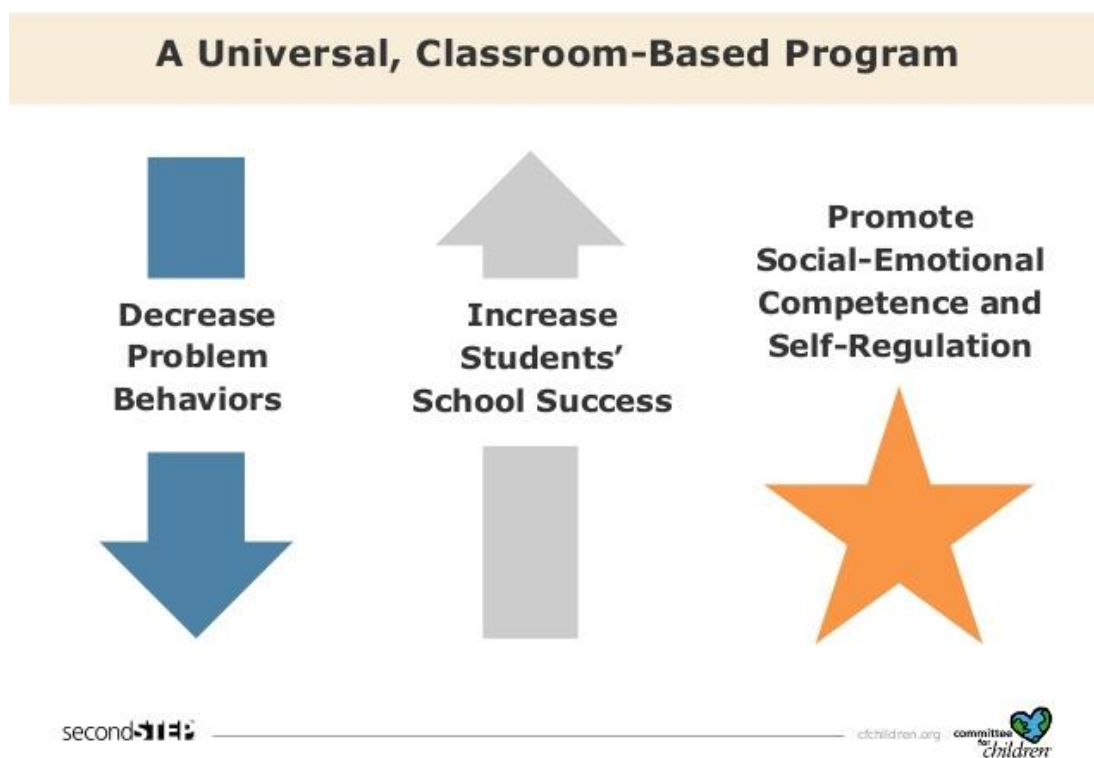 A Universal, Classroom-Based Program
Decrease
Problem
Behaviors
Increase
Students’
School Success
Promote
Social-Emotional
Competence and
Self-Regulation
secondSTEP
cfchildren.org
committee
for
children